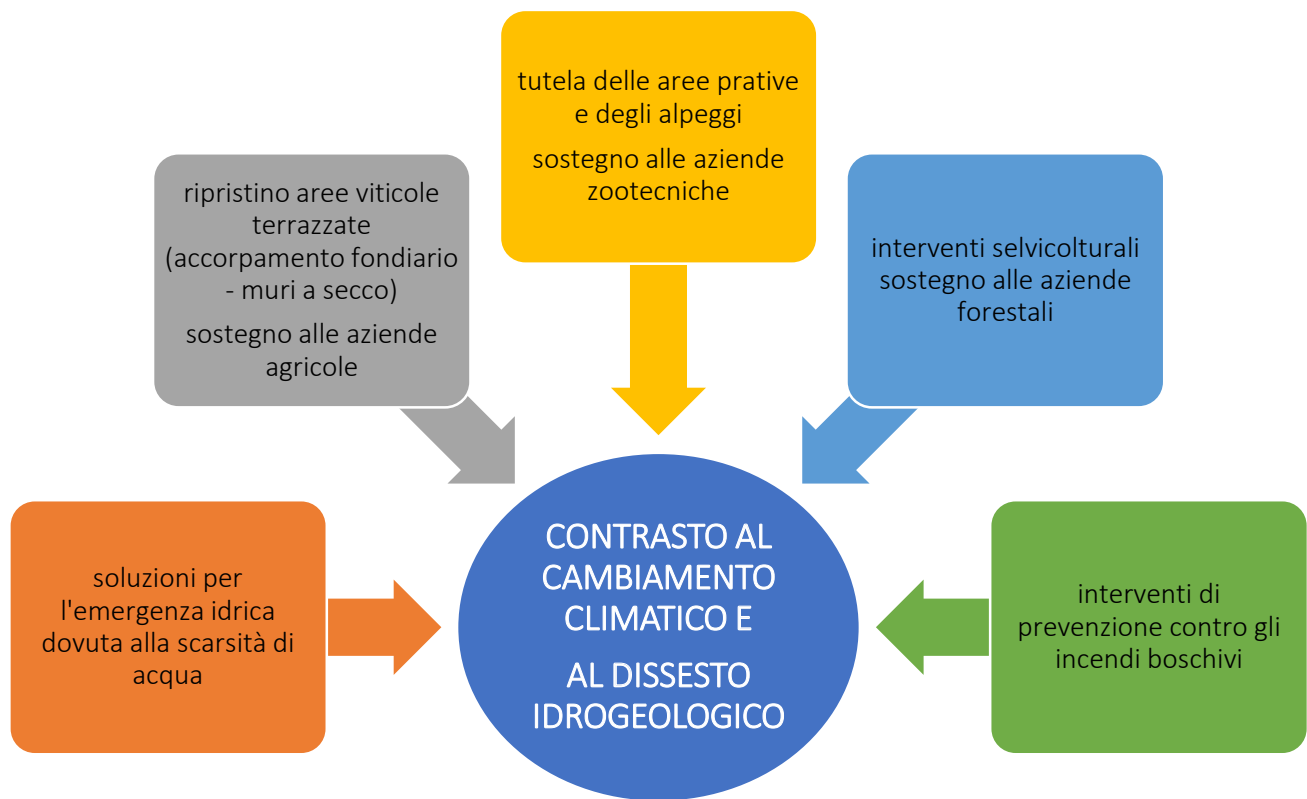 tutela delle aree prative
e degli alpeggi
sostegno alle aziende
zootecniche
ripristino aree viticole
terrazzate
(accorpamento fondiario
- muri a secco)
sostegno alle aziende
agricole
interventi selvicolturali
sostegno alle aziende
forestali
soluzioni per
l'emergenza idrica
dovuta alla scarsità di
acqua
CONTRASTO AL
CAMBIAMENTO
CLIMATICO E
AL DISSESTO
IDROGEOLOGICO
interventi di
prevenzione contro gli
incendi boschivi